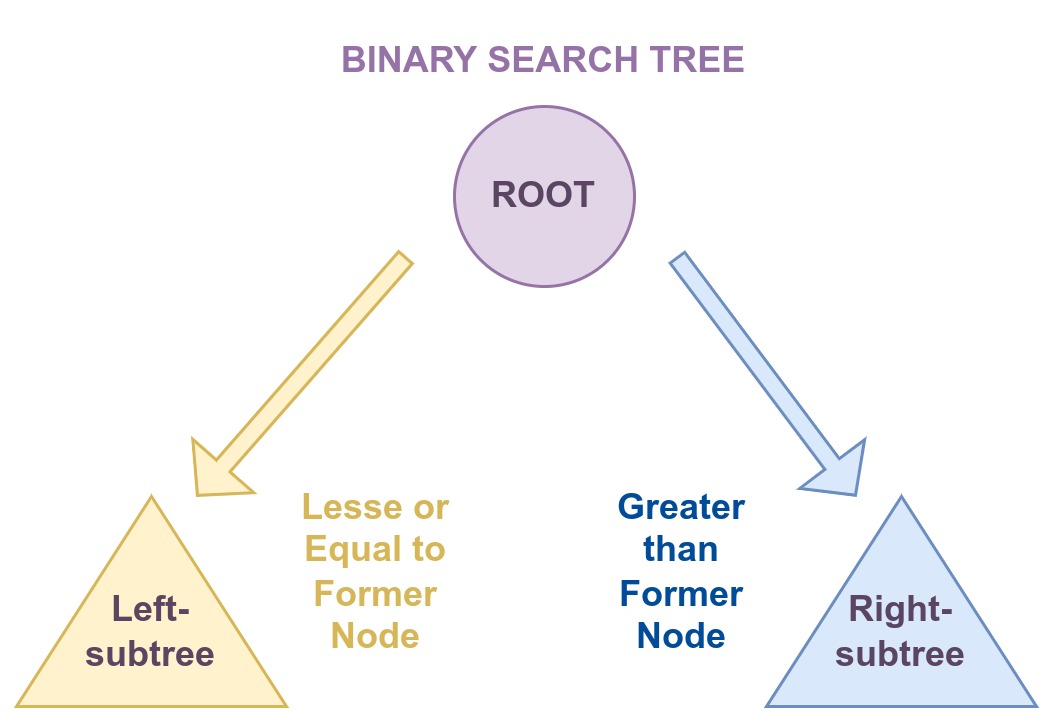 BINARY SEARCH TREE
ROOT
Lesse or
Equal to
Former
Node
Greater
than
Former
Node
Left-
subtree
Right-
subtree